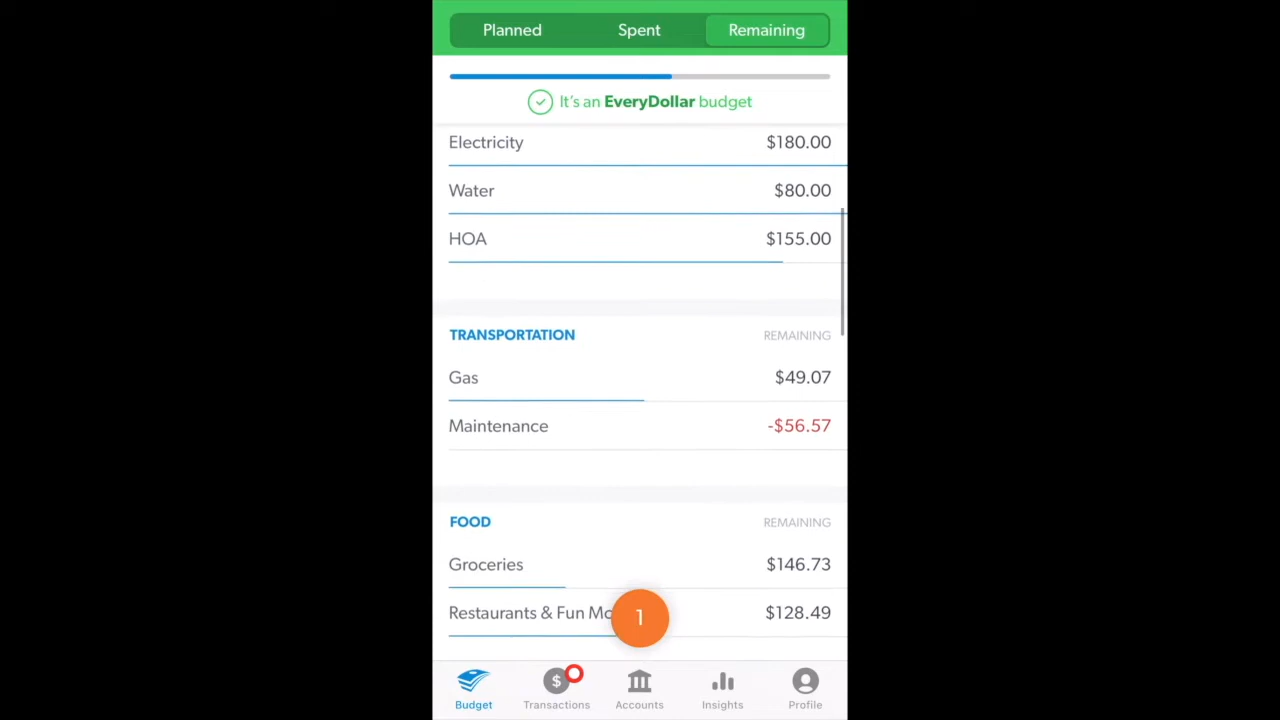 Planned Spent Remaining
It's an EveryDollar budget
Electricity $180.00
Water $80.00
HOA $155.00
TRANSPORTATION REMAINING
Gas $49.07
Maintenance -$56.57
FOOD REMAINING
Groceries $146.73
Restaurants & Fun $128.49
1
$
Budget Transactions Accounts Insights Profile